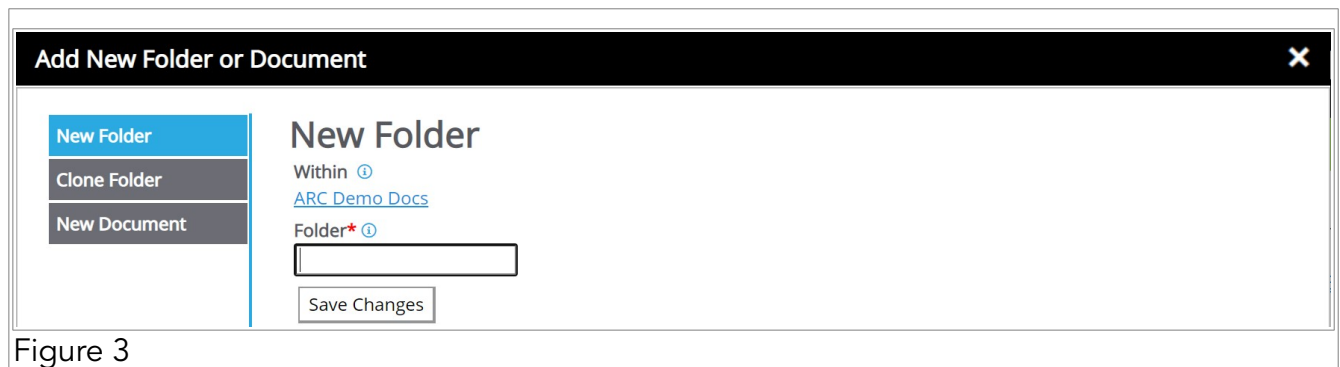 Add New Folder or Document
New Folder
Clone Folder
New Document
New Folder
Within
ARC Demo Docs
Folder*
Save Changes
Figure 3